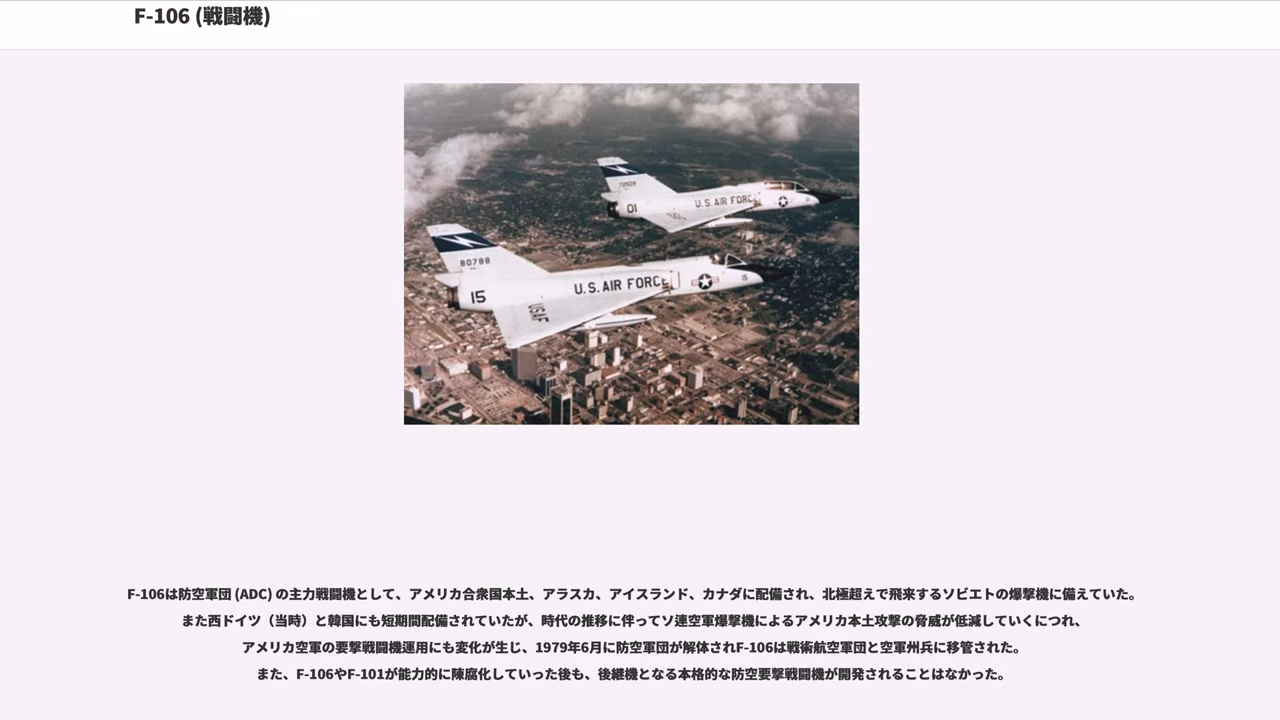 F-106 (戦闘機)
72509
01
U.S. AIR FORCE
80788
15
U.S. AIR FORCE
15
USAF
F-106は防空軍団 (ADC) の主力戦闘機として、アメリカ合衆国本土、アラスカ、アイスランド、カナダに配備され、北極超えで飛来するソビエトの爆撃機に備えていた。
また西ドイツ（当時）と韓国にも短期間配備されていたが、時代の推移に伴ってソ連空軍爆撃機によるアメリカ本土攻撃の脅威が低減していくにつれ、
アメリカ空軍の要撃戦闘機運用にも変化が生じ、1979年6月に防空軍団が解体されF-106は戦術航空軍団と空軍州兵に移管された。
また、F-106やF-101が能力的に陳腐化していった後も、後継機となる本格的な防空要撃戦闘機が開発されることはなかった。